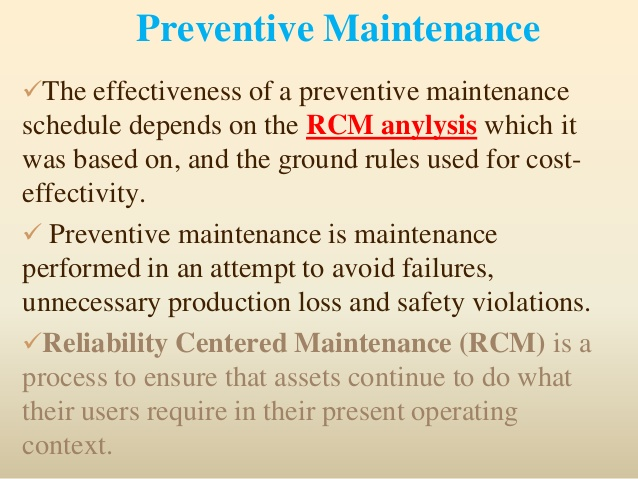 Preventive Maintenance
✓The effectiveness of a preventive maintenance
schedule depends on the RCM anylysis which it
was based on, and the ground rules used for cost-
effectivity.
✓ Preventive maintenance is maintenance
performed in an attempt to avoid failures,
unnecessary production loss and safety violations.
✓Reliability Centered Maintenance (RCM) is a
process to ensure that assets continue to do what
their users require in their present operating
context.